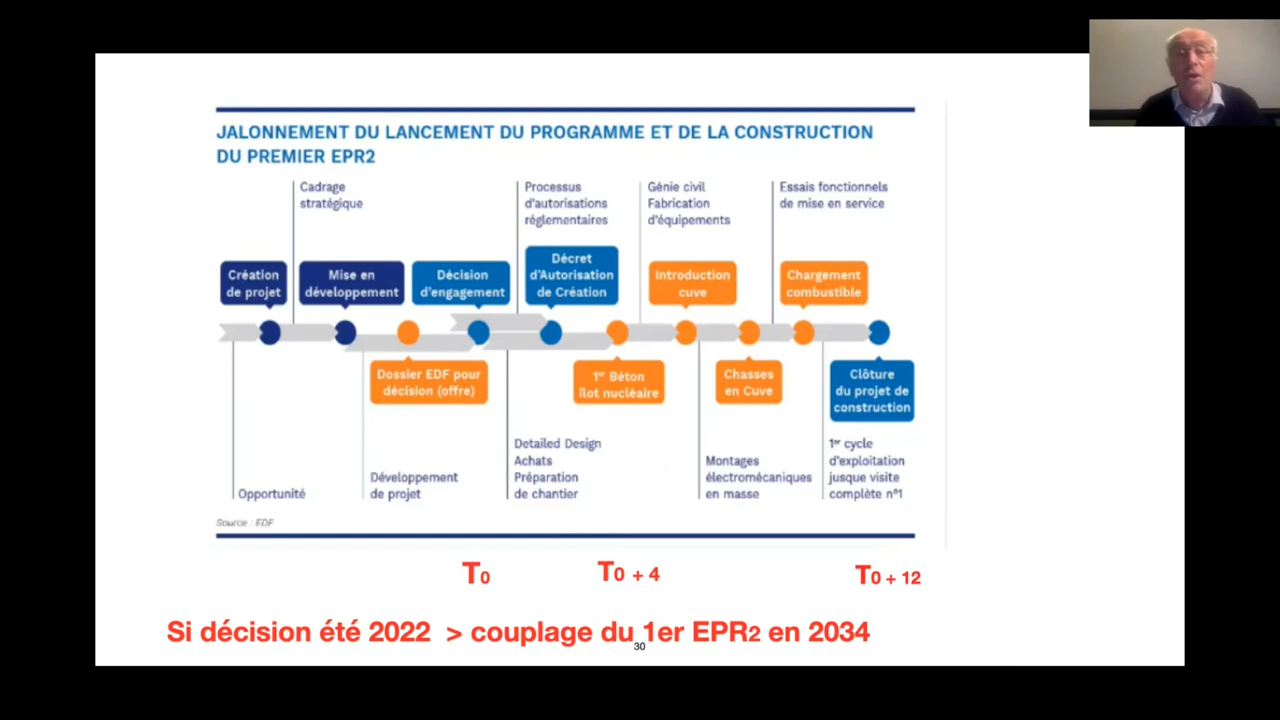 JALONNEMENT DU LANCEMENT DU PROGRAMME ET DE LA CONSTRUCTION
DU PREMIER EPR2
Cadrage
stratégique
Processus
d'autorisations
réglementaires
Génie civil
Fabrication
d'équipements
Essais fonctionnels
de mise en service
Création
de projet
Mise en
développement
Décision
d'engagement
Décret
d'Autorisation
de Création
Introduction
cuve
Chargement
combustible
Dossier EDF pour
décision (offre)
1er Béton
îlot nucléaire
Chasses
en Cuve
Clôture
du projet de
construction
Opportunité
Développement
de projet
Detailed Design
Achats
Préparation
de chantier
Montages
électromécaniques
en masse
1er cycle
d'exploitation
jusque visite
complète n°1
Source : EDF
T0
T0 + 4
T0 + 12
Si décision été 2022 > couplage du 1er EPR2 en 2034
30